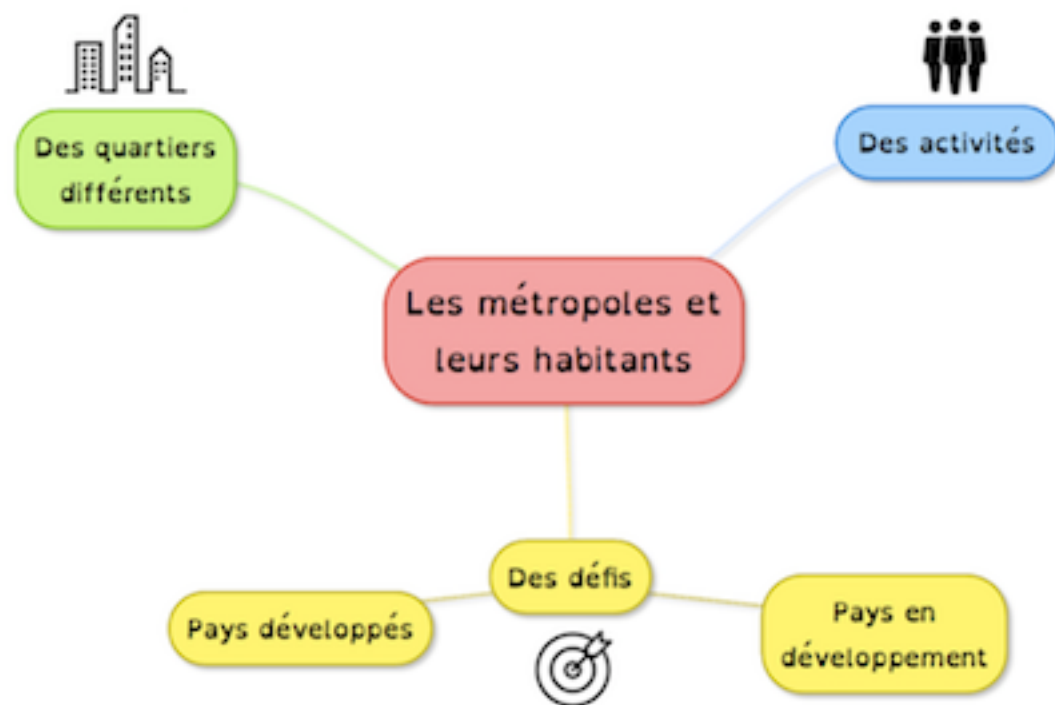 Des quartiers
différents
Des activités
Les métropoles et
leurs habitants
Des défis
Pays développés
Pays en
développement